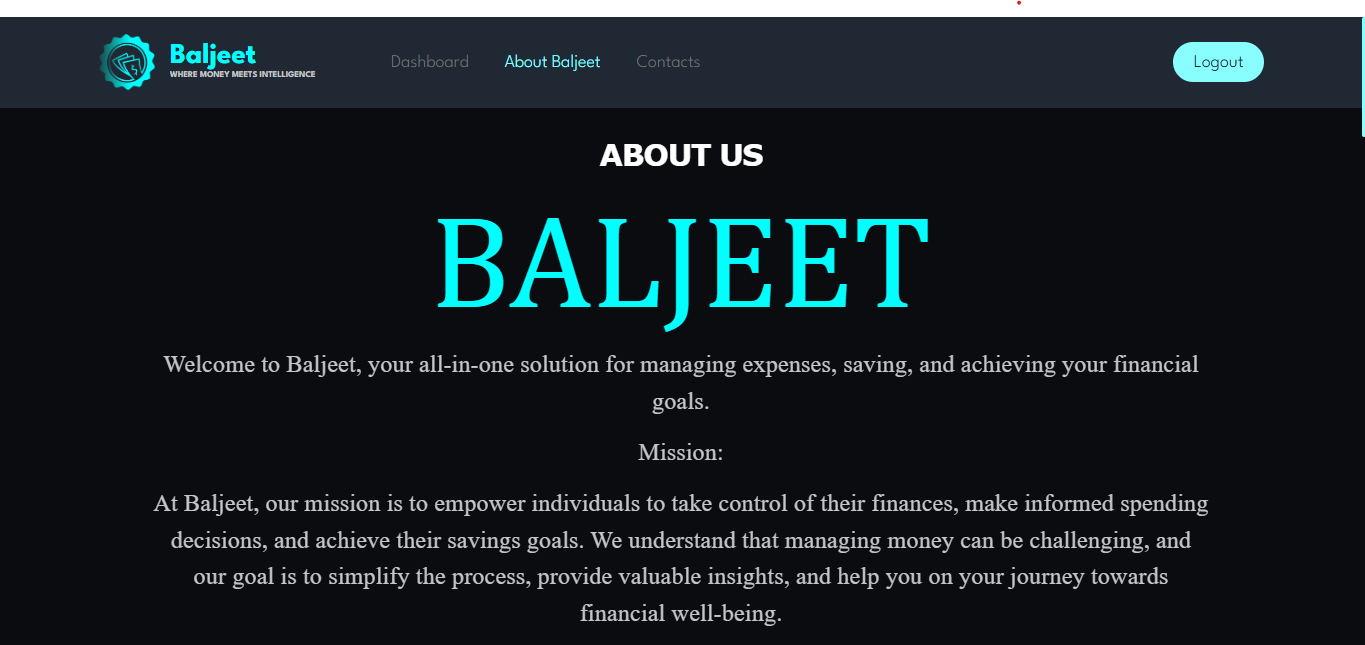 Baljeet
WHERE MONEY MEETS INTELLIGENCE
Dashboard
About Baljeet
Contacts
Logout
ABOUT US
BALJEET
Welcome to Baljeet, your all-in-one solution for managing expenses, saving, and achieving your financial
goals.
Mission:
At Baljeet, our mission is to empower individuals to take control of their finances, make informed spending
decisions, and achieve their savings goals. We understand that managing money can be challenging, and
our goal is to simplify the process, provide valuable insights, and help you on your journey towards
financial well-being.